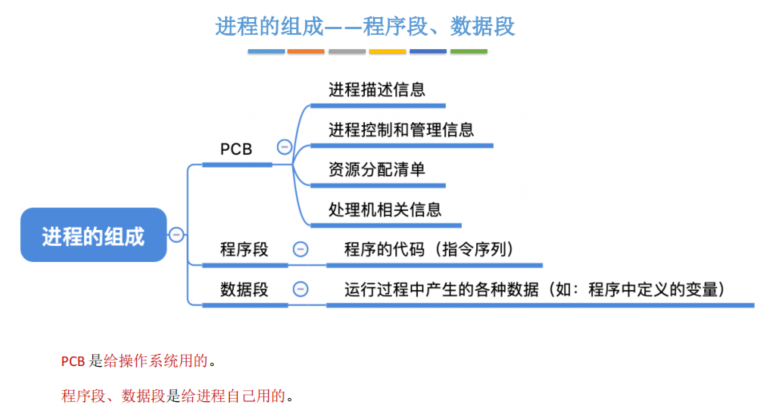 进程的组成——程序段、数据段
进程描述信息
进程控制和管理信息
PCB
资源分配清单
处理机相关信息
进程的组成
程序段
程序的代码（指令序列）
数据段
运行过程中产生的各种数据（如：程序中定义的变量）
PCB 是给操作系统用的。
程序段、数据段是给进程自己用的。